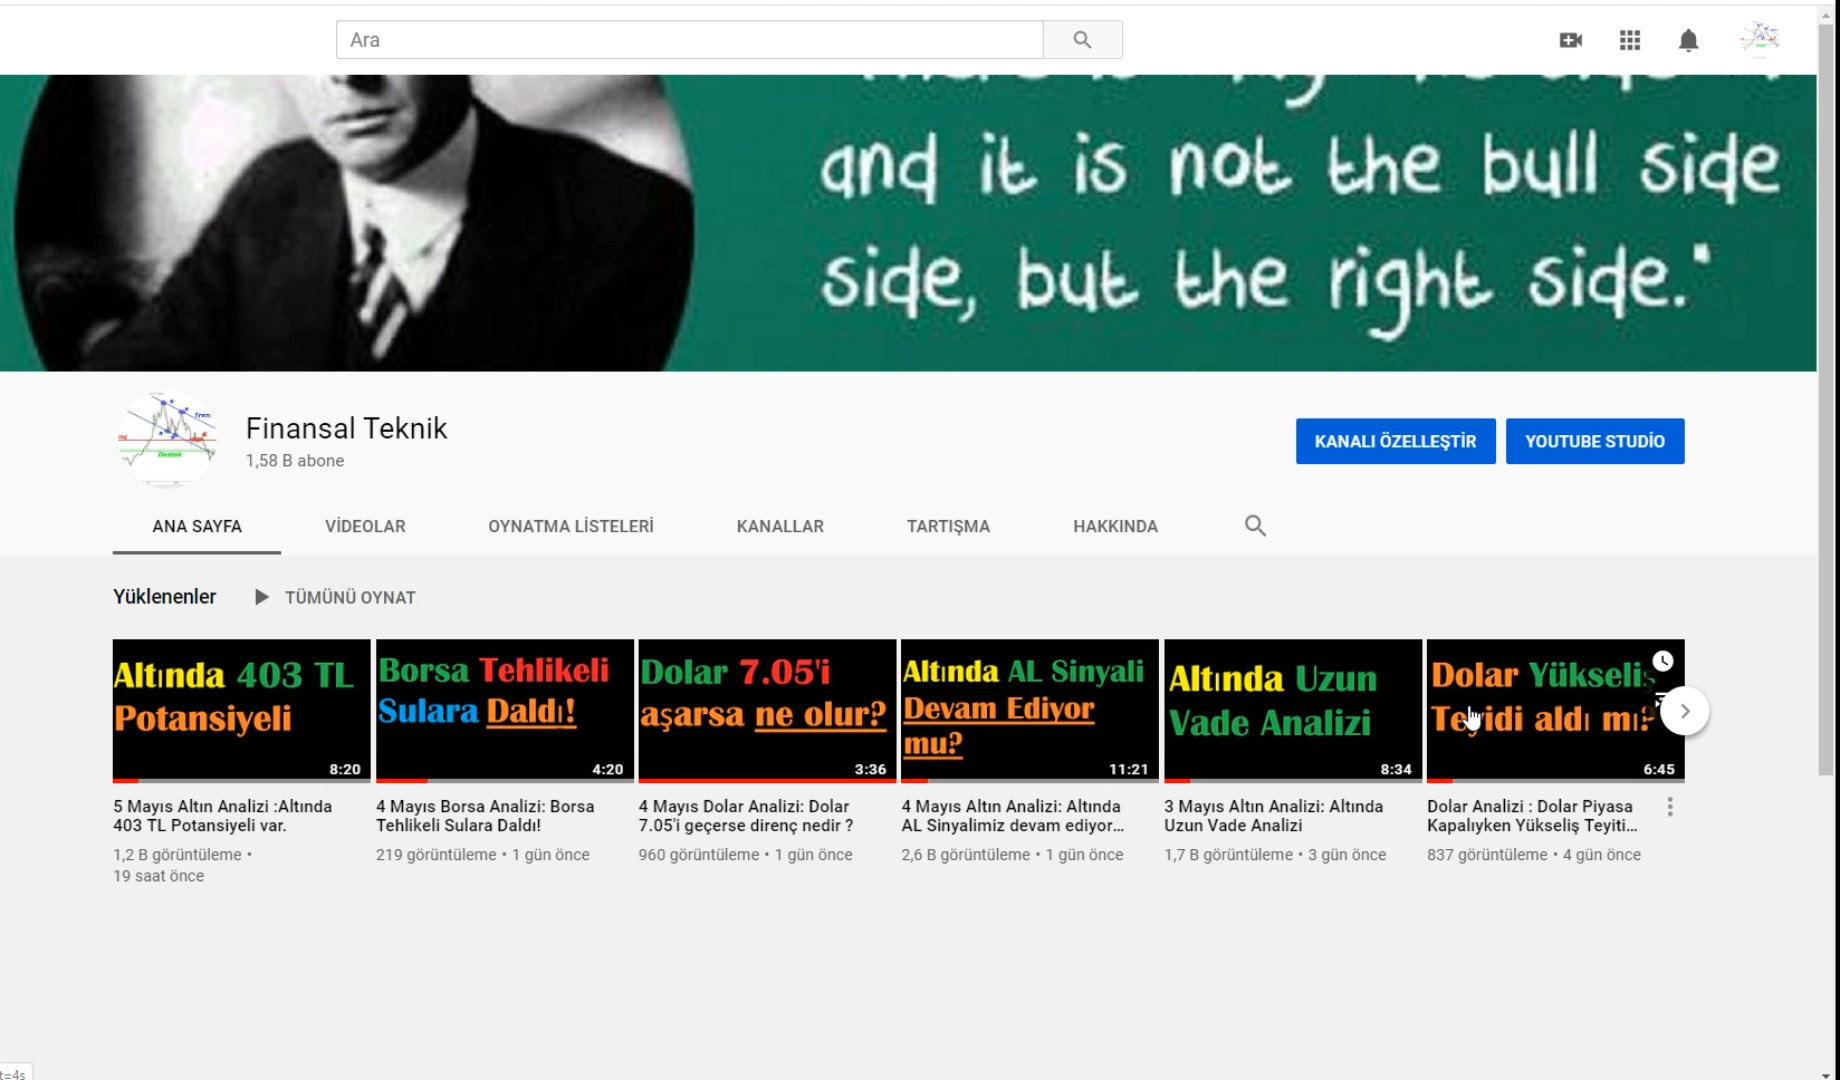 Ara
and it is not the bull side
side, but the right side."
Finansal Teknik
1,58 B abone
KANALI ÖZELLEŞTİR
YOUTUBE STUDİO
ANA SAYFA
VİDEOLAR
OYNATMA LİSTELERİ
KANALLAR
TARTIŞMA
HAKKINDA
Yüklenenler
TÜMÜNÜ OYNAT
Altında 403 TL
Potansiyeli
8:20
Borsa Tehlikeli
Sulara Daldı!
4:20
Dolar 7.05'i
aşarsa ne olur?
3:36
Altında AL Sinyali
Devam Ediyor
mu?
11:21
Altında Uzun
Vade Analizi
8:34
Dolar Yükseliş
Teyidi aldı mı?
6:45
5 Mayıs Altın Analizi :Altında
403 TL Potansiyeli var.
1,2 B görüntüleme •
19 saat önce
4 Mayıs Borsa Analizi: Borsa
Tehlikeli Sulara Daldı!
219 görüntüleme • 1 gün önce
4 Mayıs Dolar Analizi: Dolar
7.05'i geçerse direnç nedir ?
960 görüntüleme • 1 gün önce
4 Mayıs Altın Analizi: Altında
AL Sinyalimiz devam ediyor...
2,6 B görüntüleme • 1 gün önce
3 Mayıs Altın Analizi: Altında
Uzun Vade Analizi
1,7 B görüntüleme • 3 gün önce
Dolar Analizi : Dolar Piyasa
Kapalıyken Yükseliş Teyiti...
837 görüntüleme • 4 gün önce
t=4s